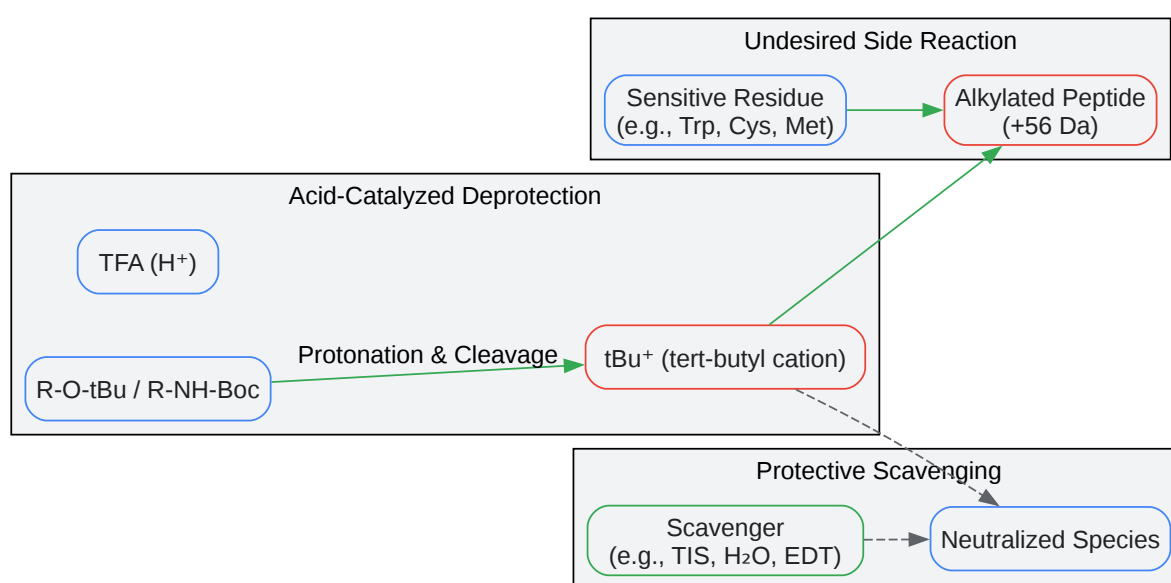 Undesired Side Reaction
Sensitive Residue
(e.g., Trp, Cys, Met)
Alkylated Peptide
(+56 Da)
Acid-Catalyzed Deprotection
TFA (H⁺)
R-O-tBu / R-NH-Boc
Protonation & Cleavage
tBu⁺ (tert-butyl cation)
Protective Scavenging
Scavenger
(e.g., TIS, H₂O, EDT)
Neutralized Species